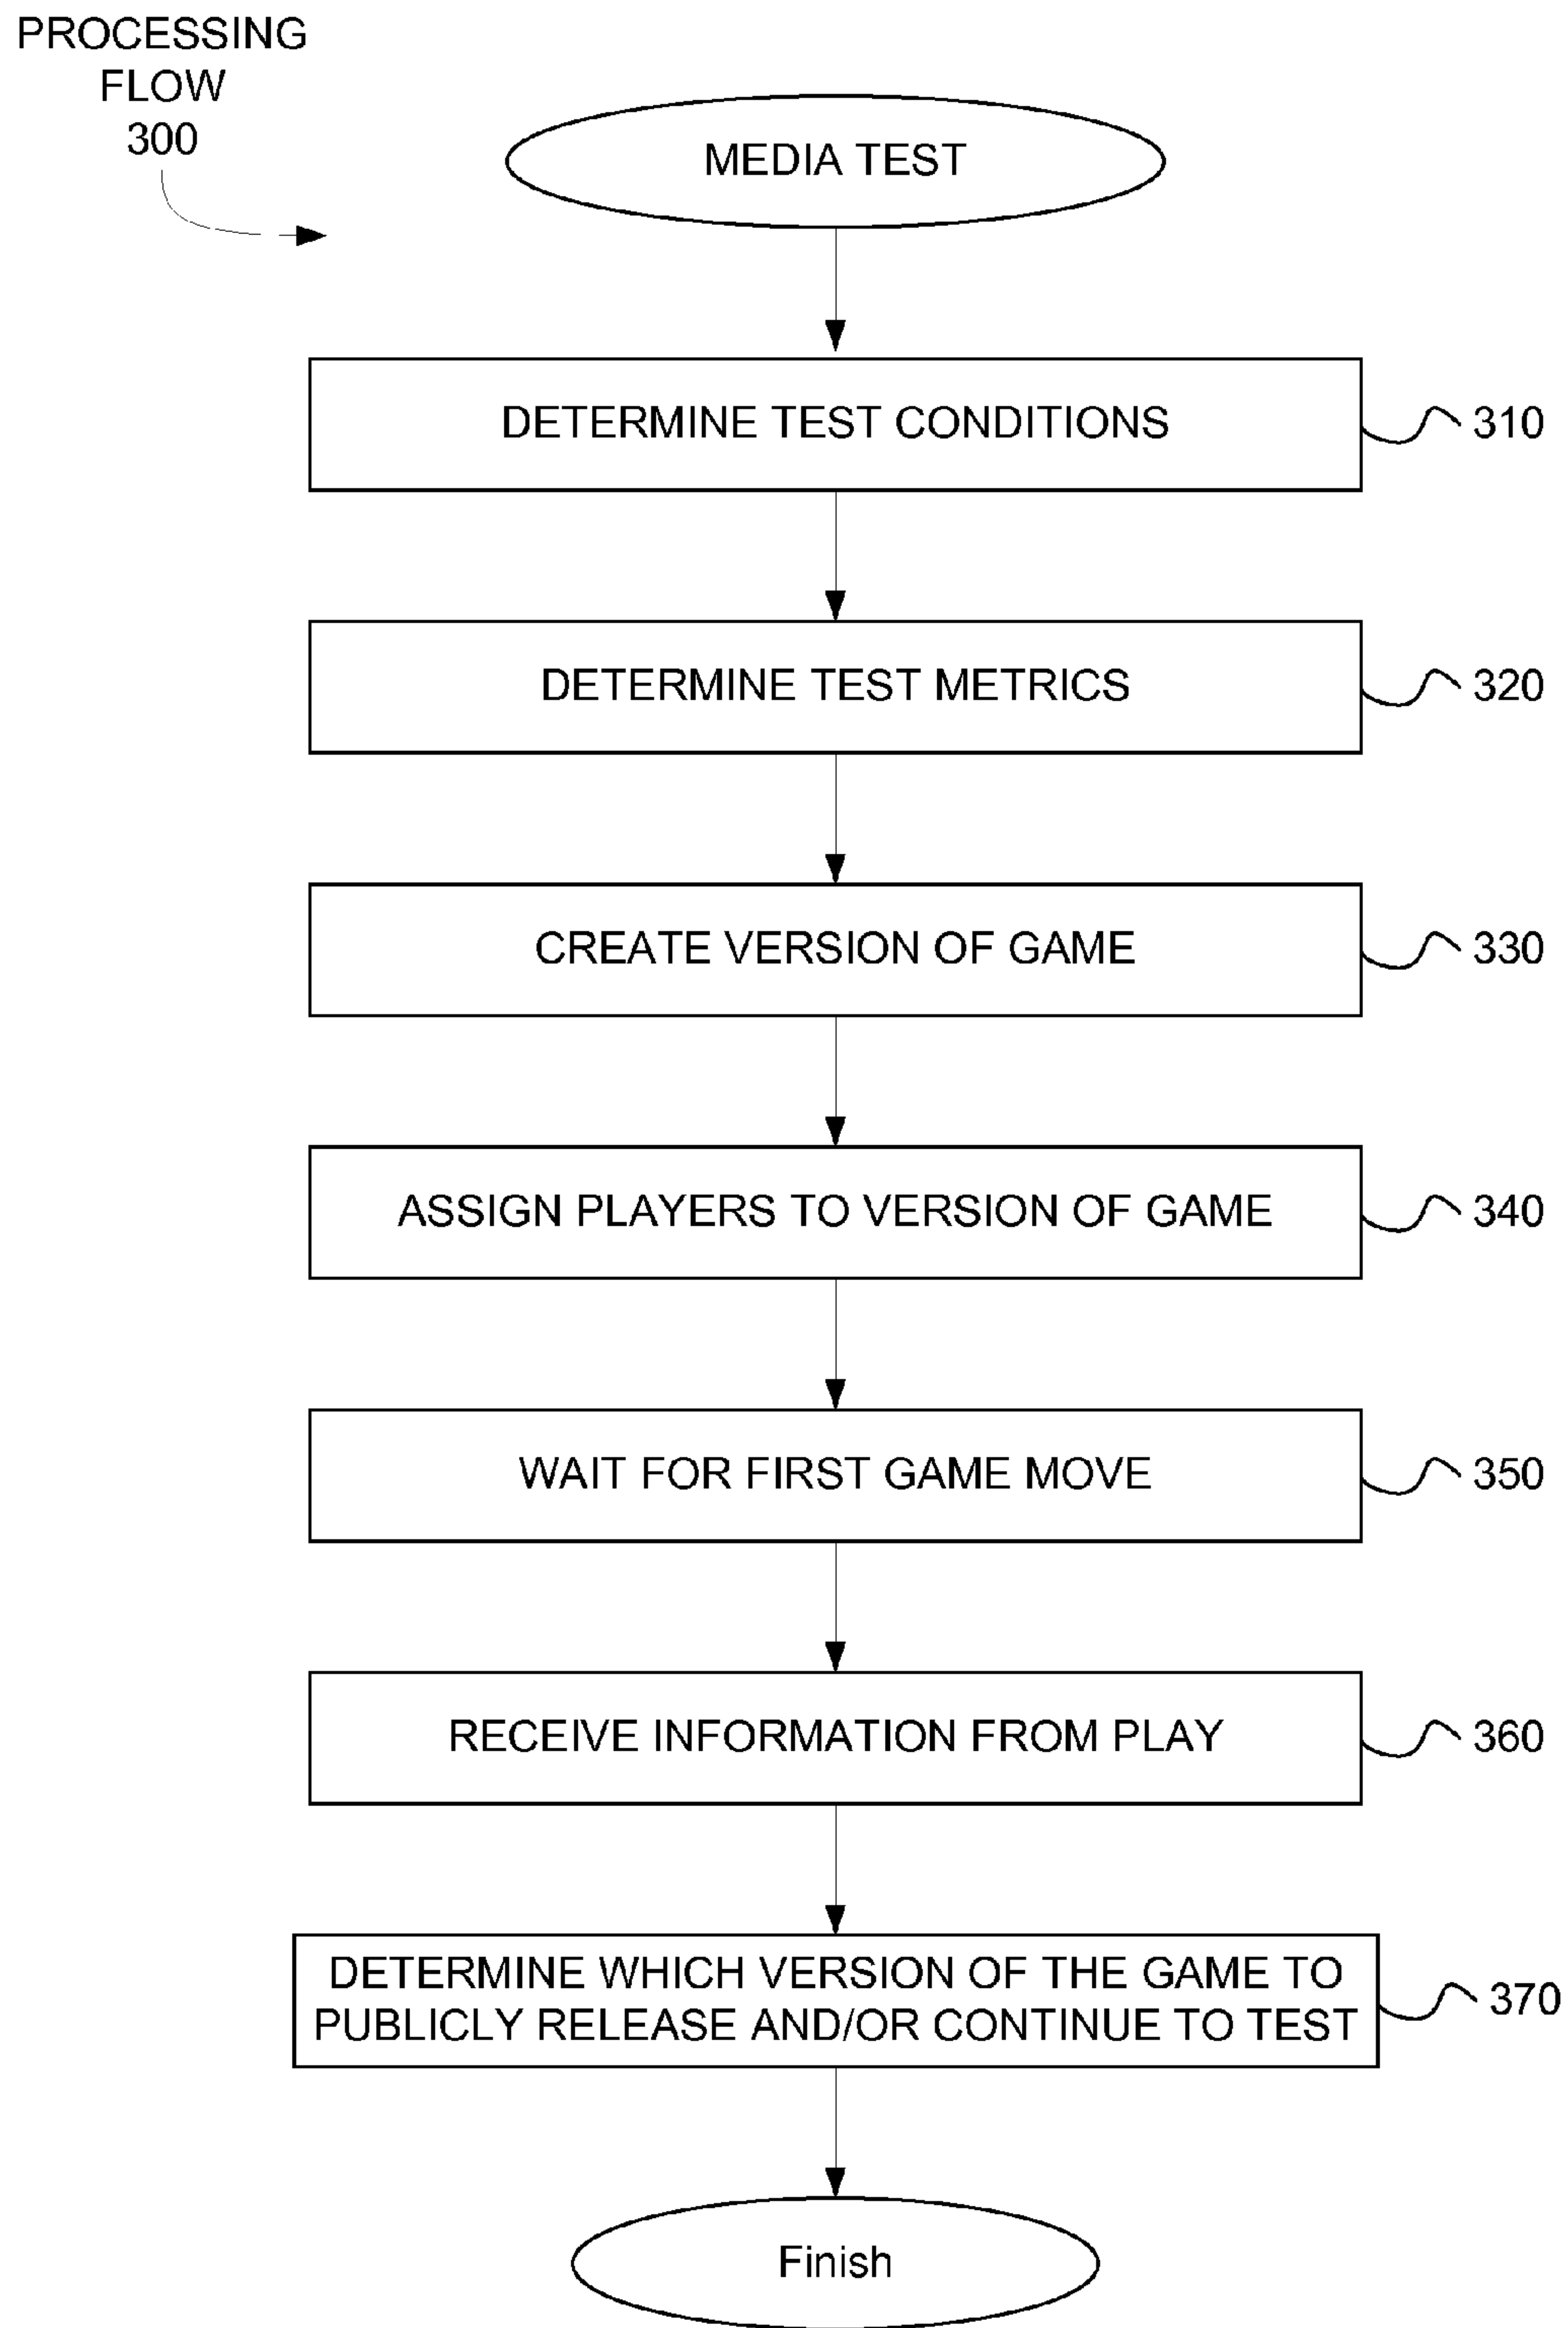 PROCESSING
FLOW
300
MEDIA TEST
DETERMINE TEST CONDITIONS
310
DETERMINE TEST METRICS
320
CREATE VERSION OF GAME
330
ASSIGN PLAYERS TO VERSION OF GAME
340
WAIT FOR FIRST GAME MOVE
350
RECEIVE INFORMATION FROM PLAY
360
DETERMINE WHICH VERSION OF THE GAME TO
PUBLICLY RELEASE AND/OR CONTINUE TO TEST
370
Finish